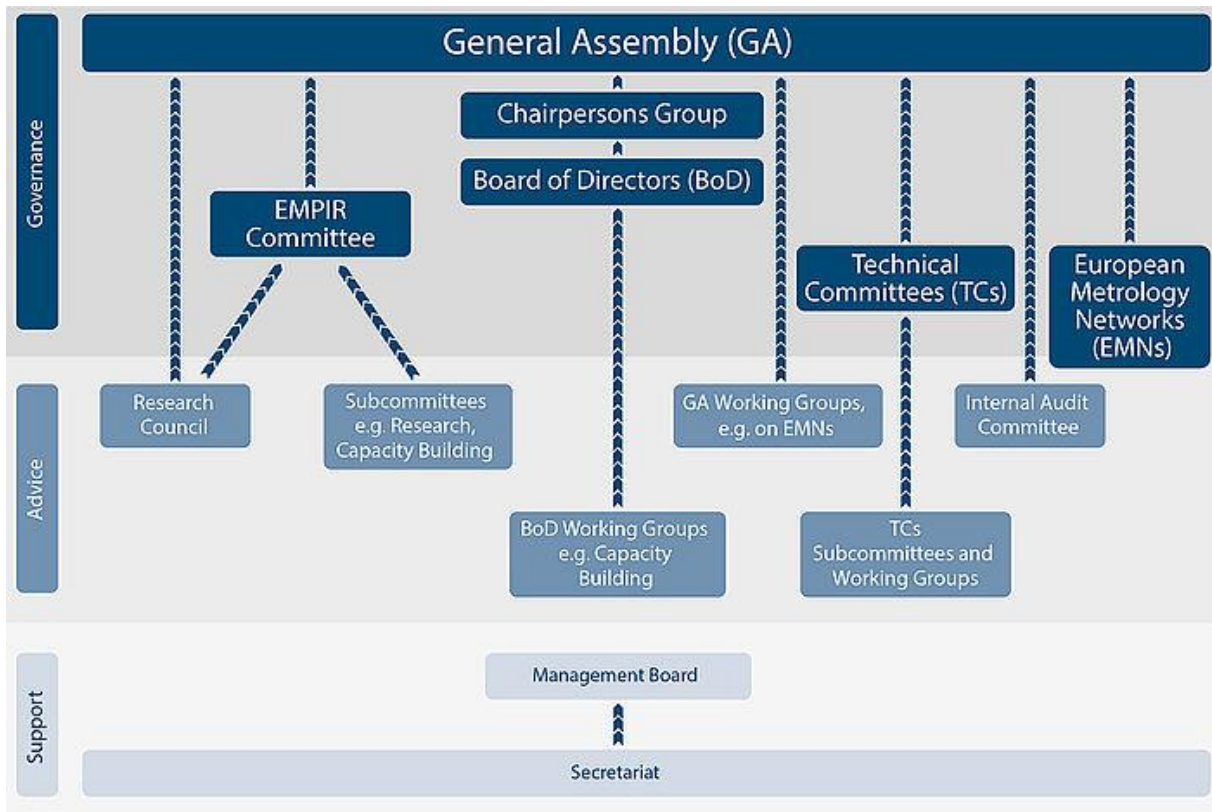 General Assembly (GA)
Governance
Chairpersons Group
Board of Directors (BoD)
EMPIR
Committee
Technical
Committees (TCs)
European
Metrology
Networks
(EMNs)
Advice
Research
Council
Subcommittees
e.g. Research,
Capacity Building
GA Working Groups,
e.g. on EMNs
Internal Audit
Committee
BoD Working Groups
e.g. Capacity
Building
TCs
Subcommittees and
Working Groups
Support
Management Board
Secretariat